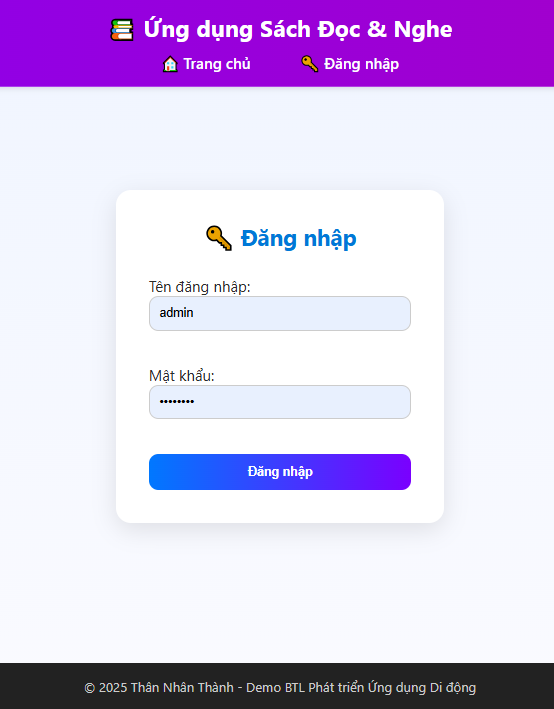 Ứng dụng Sách Đọc & Nghe
Trang chủ Đăng nhập
Đăng nhập
Tên đăng nhập:
admin
Mật khẩu:
••••••••
Đăng nhập
© 2025 Thân Nhân Thành - Demo BTL Phát triển Ứng dụng Di động